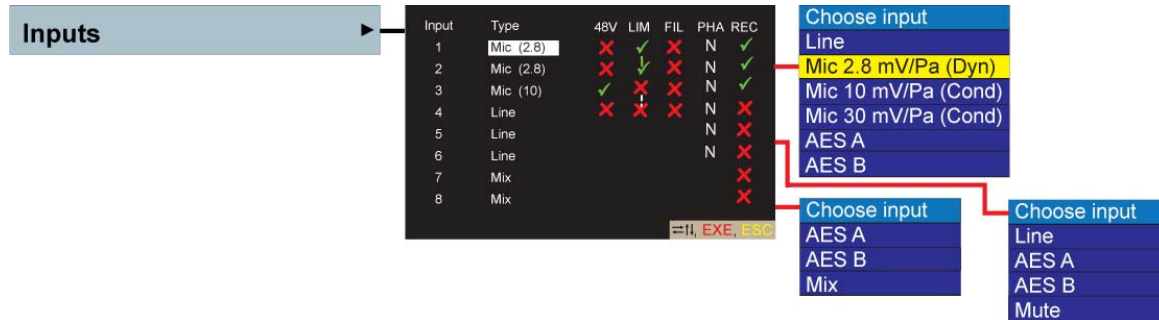 Inputs
Input Type 48V LIM FIL PHA REC
1 Mic (2.8) N
2 Mic (2.8) N
3 Mic (10) N
4 Line N
5 Line N
6 Line N
7 Mix
8 Mix
, EXE, ESC
Choose input
Line
Mic 2.8 mV/Pa (Dyn)
Mic 10 mV/Pa (Cond)
Mic 30 mV/Pa (Cond)
AES A
AES B
Choose input
AES A
AES B
Mix
Choose input
Line
AES A
AES B
Mute